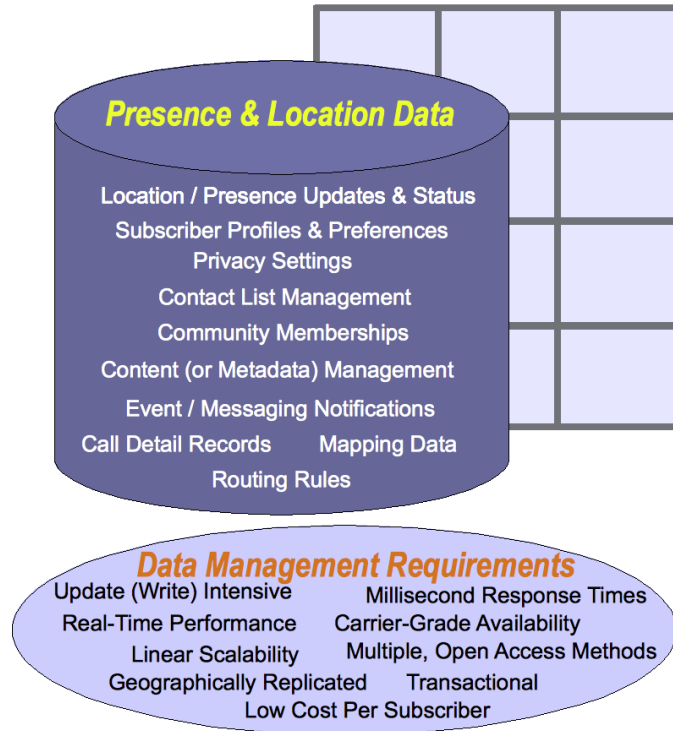 Presence & Location Data
Location / Presence Updates & Status
Subscriber Profiles & Preferences
Privacy Settings
Contact List Management
Community Memberships
Content (or Metadata) Management
Event / Messaging Notifications
Call Detail Records Mapping Data
Routing Rules
Data Management Requirements
Update (Write) Intensive Millisecond Response Times
Real-Time Performance Carrier-Grade Availability
Linear Scalability Multiple, Open Access Methods
Geographically Replicated Transactional
Low Cost Per Subscriber